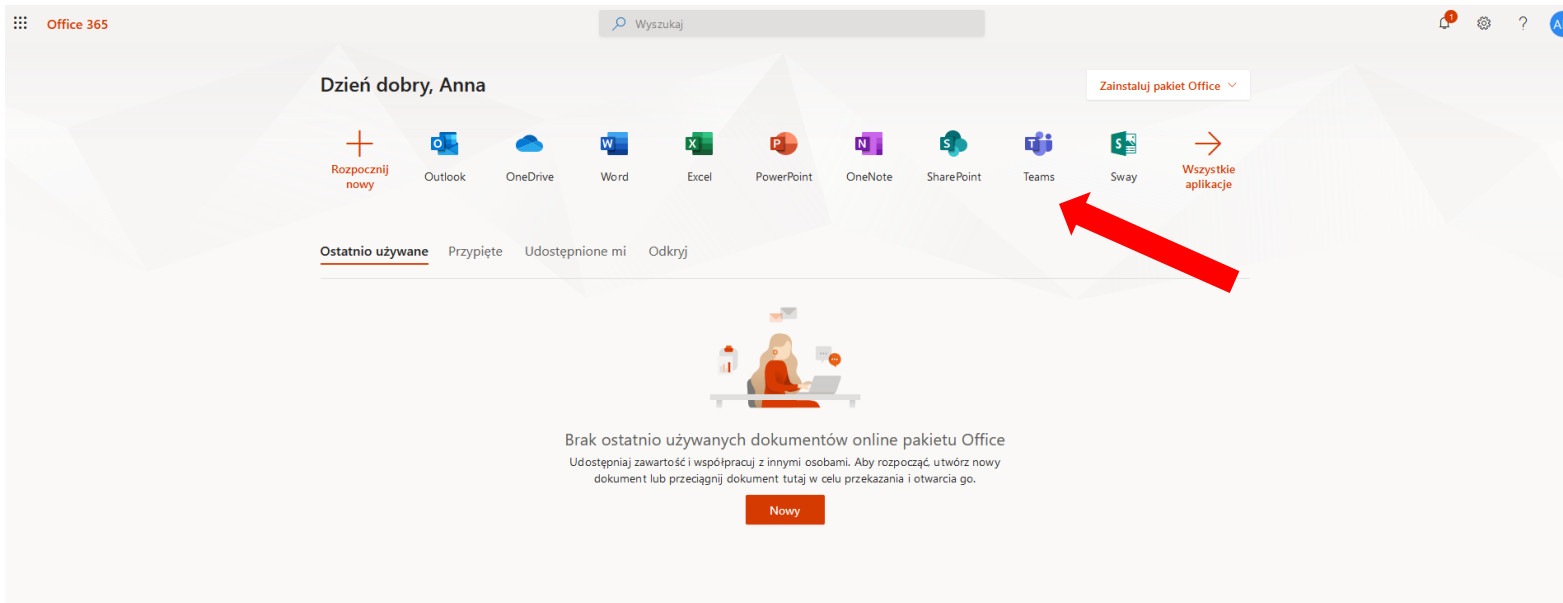 Office 365
Wyszukaj
1
?
A
Dzień dobry, Anna
Zainstaluj pakiet Office
Rozpocznij
nowy
Outlook
OneDrive
Word
Excel
PowerPoint
OneNote
SharePoint
Teams
Sway
Wszystkie
aplikacje
Ostatnio używane Przypięte Udostępnione mi Odkryj
Brak ostatnio używanych dokumentów online pakietu Office
Udostępniaj zawartość i współpracuj z innymi osobami. Aby rozpocząć, utwórz nowy
dokument lub przeciągnij dokument tutaj w celu przekazania i otwarcia go.
Nowy